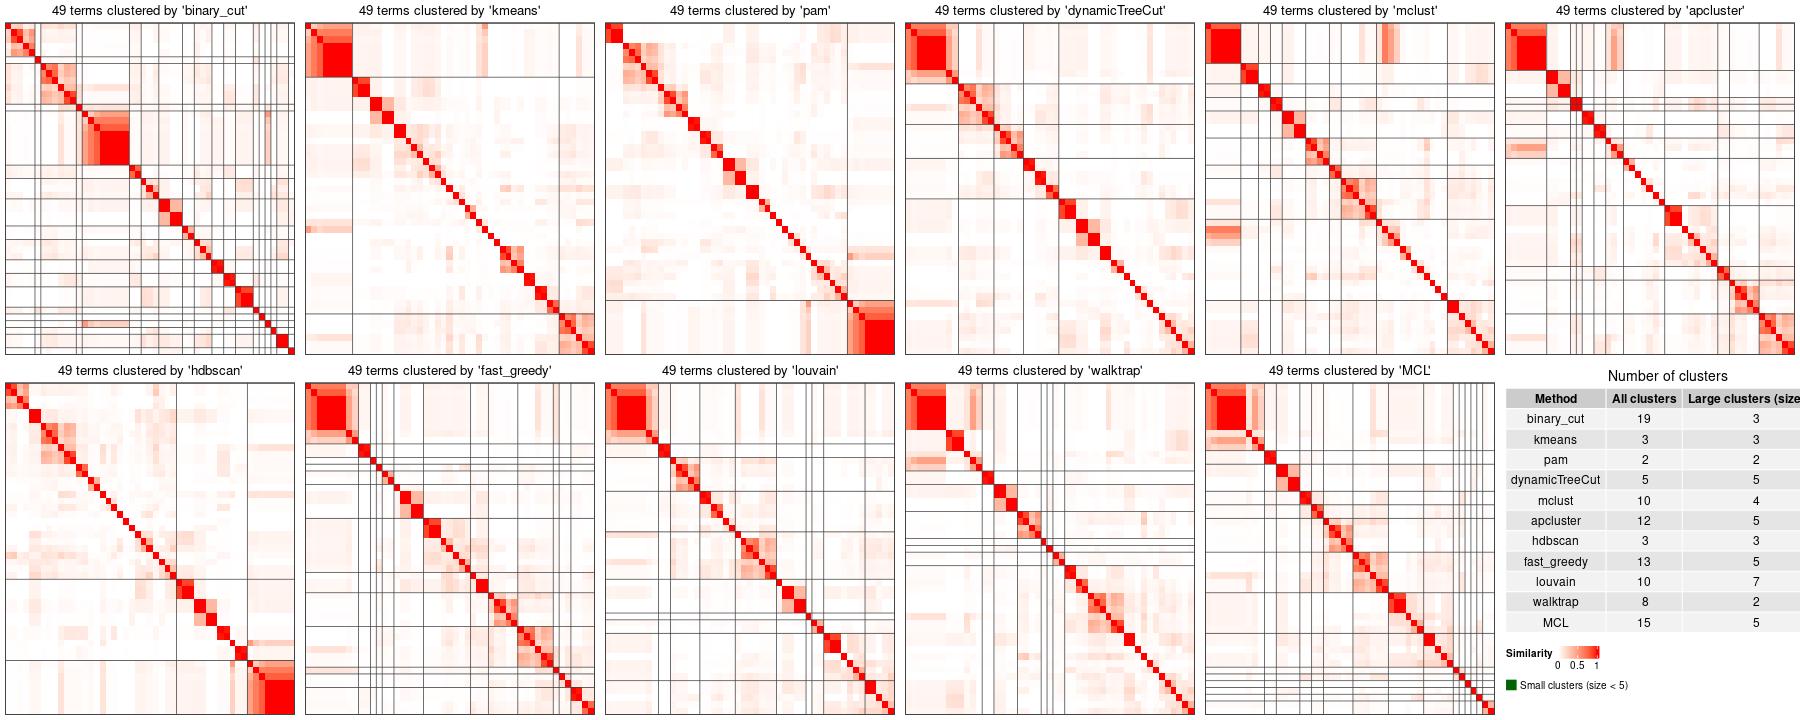 49 terms clustered by 'binary_cut'
49 terms clustered by 'kmeans'
49 terms clustered by 'pam'
49 terms clustered by 'dynamicTreeCut'
49 terms clustered by 'mclust'
49 terms clustered by 'apcluster'
49 terms clustered by 'hdbscan'
49 terms clustered by 'fast_greedy'
49 terms clustered by 'louvain'
49 terms clustered by 'walktrap'
49 terms clustered by 'MCL'
Number of clusters
Method All clusters Large clusters (size
binary_cut 19 3
kmeans 3 3
pam 2 2
dynamicTreeCut 5 5
mclust 10 4
apcluster 12 5
hdbscan 3 3
fast_greedy 13 5
louvain 10 7
walktrap 8 2
MCL 15 5
Similarity
0 0.5 1
Small clusters (size < 5)